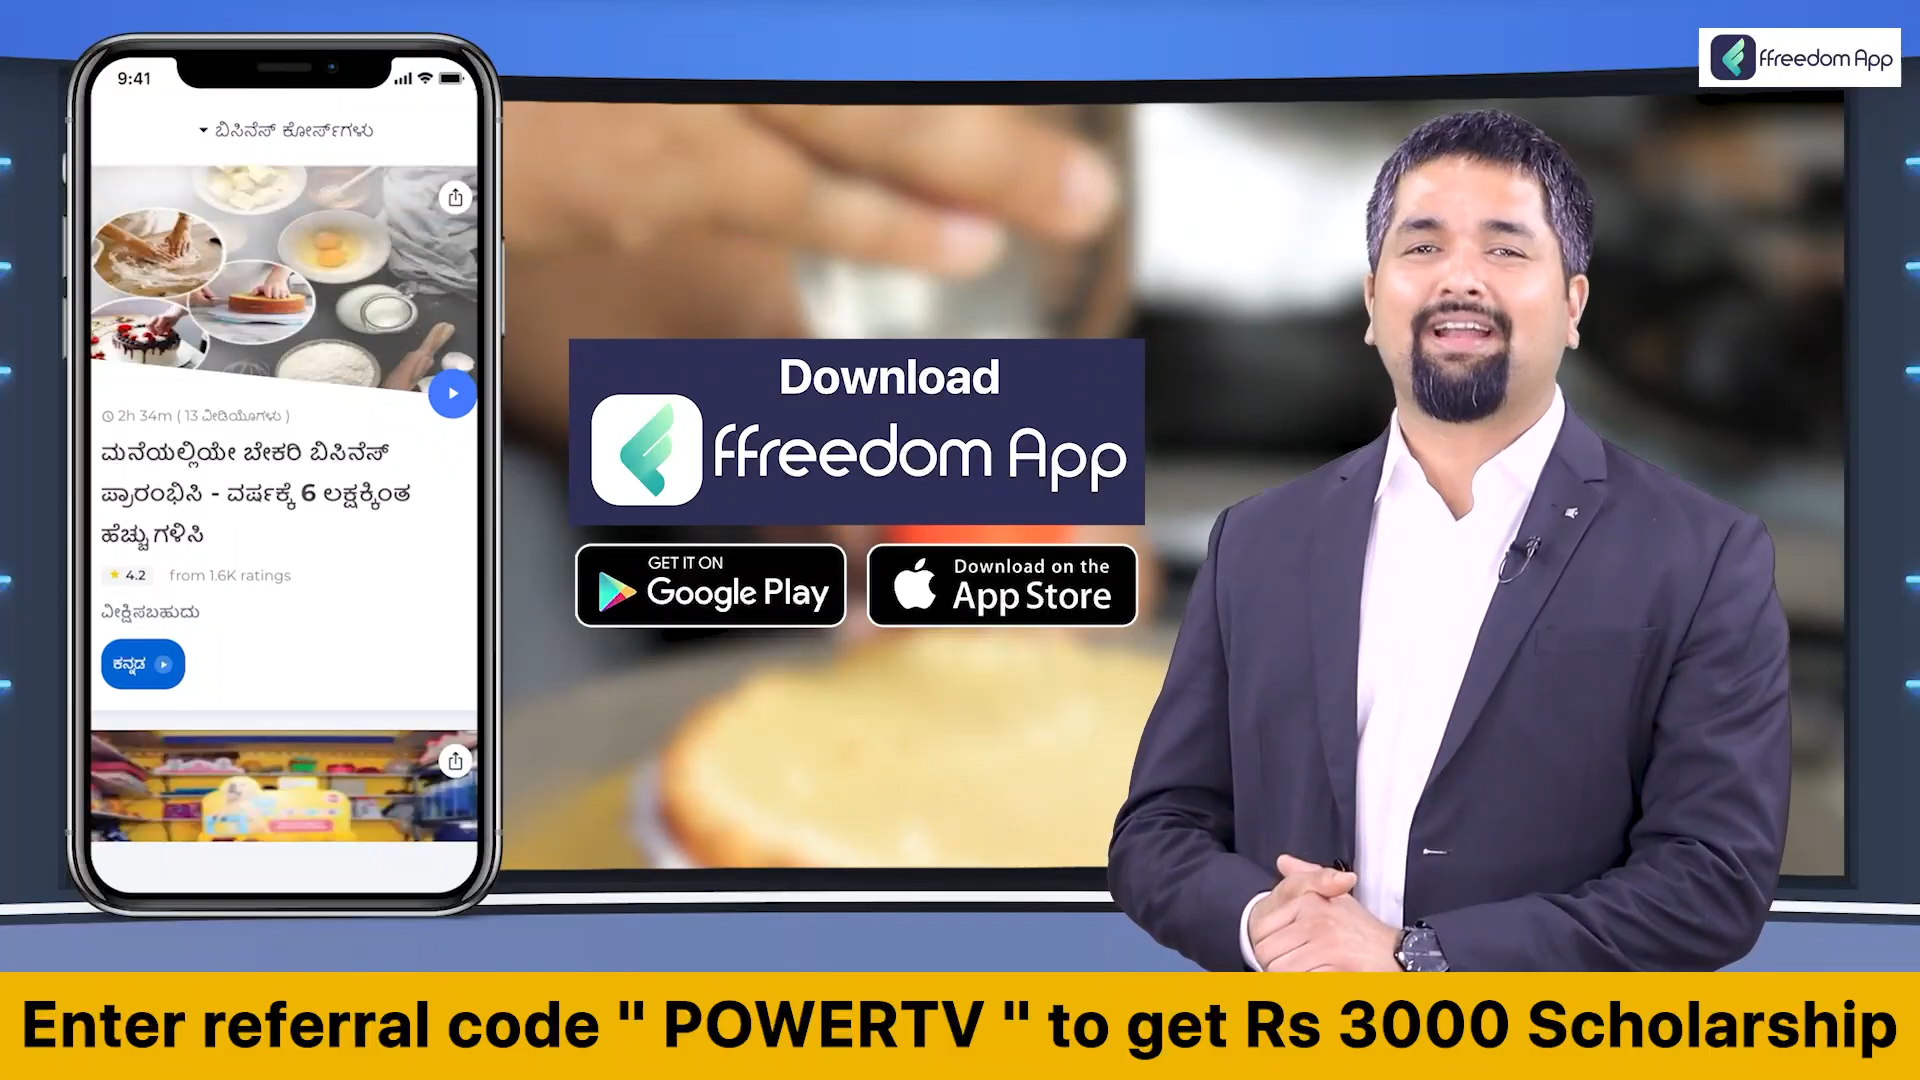 9:41
ಬಿಸಿನೆಸ್ ಕೋರ್ಸ್‌ಗಳು
2h 34m ( 13 ವೀಡಿಯೊಗಳು )
ಮನೆಯಲ್ಲಿಯೇ ಬೇಕರಿ ಬಿಸಿನೆಸ್
ಪ್ರಾರಂಭಿಸಿ - ವರ್ಷಕ್ಕೆ 6 ಲಕ್ಷಕ್ಕಿಂತ
ಹೆಚ್ಚು ಗಳಿಸಿ
4.2 from 1.6K ratings
ವೀಕ್ಷಿಸಬಹುದು
ಕನ್ನಡ
Download
ffreedom App
GET IT ON
Google Play
Download on the
App Store
ffreedom App
Enter referral code " POWERTV " to get Rs 3000 Scholarship